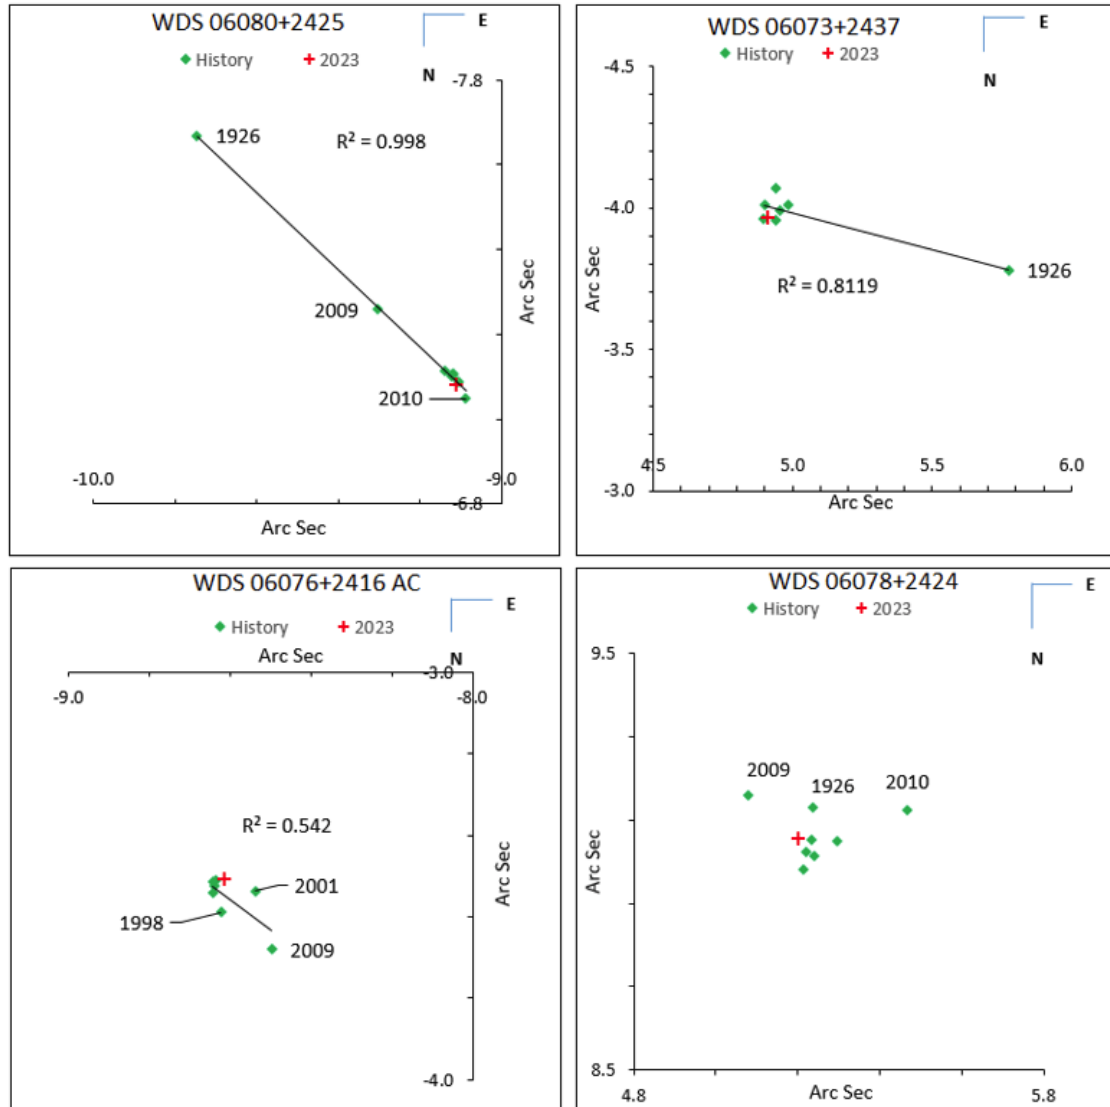 WDS 06080+2425
E
History 2023
N
-7.8
1926
R² = 0.998
2009
Arc Sec
2010
-10.0
-9.0
-6.8
Arc Sec
WDS 06073+2437
E
History 2023
N
-4.5
-4.0
Arc Sec
1926
R² = 0.8119
-3.5
4.5 5.0 5.5 6.0
-3.0
Arc Sec
WDS 06076+2416 AC
E
History 2023
Arc Sec
N
-3.0
-9.0
-8.0
R² = 0.542
Arc Sec
2001
1998
2009
-4.0
WDS 06078+2424
E
History 2023
N
9.5
2009
1926
2010
Arc Sec
8.5
4.8
5.8
Arc Sec